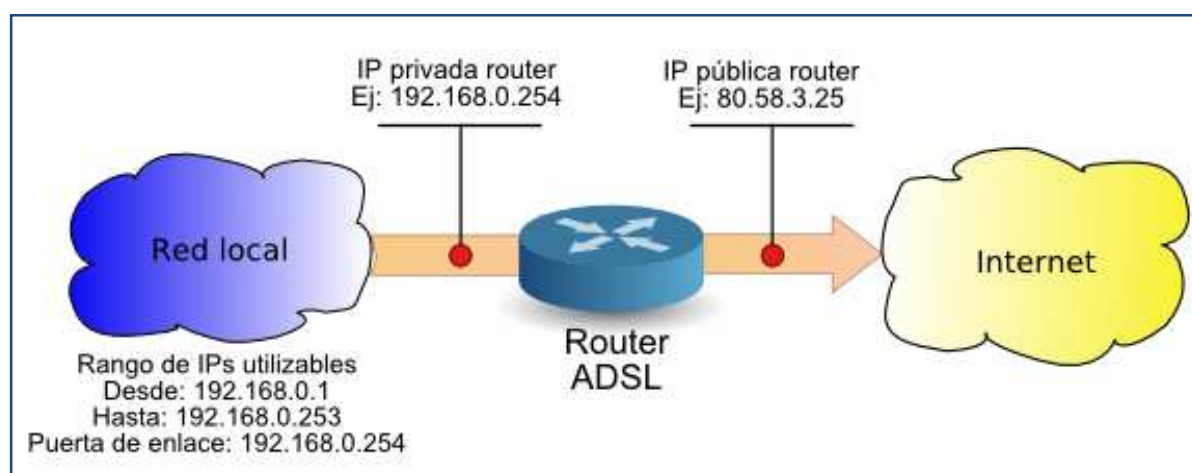 IP privada router
Ej: 192.168.0.254
IP pública router
Ej: 80.58.3.25
Red local
Internet
Router
ADSL
Rango de IPs utilizables
Desde: 192.168.0.1
Hasta: 192.168.0.253
Puerta de enlace: 192.168.0.254